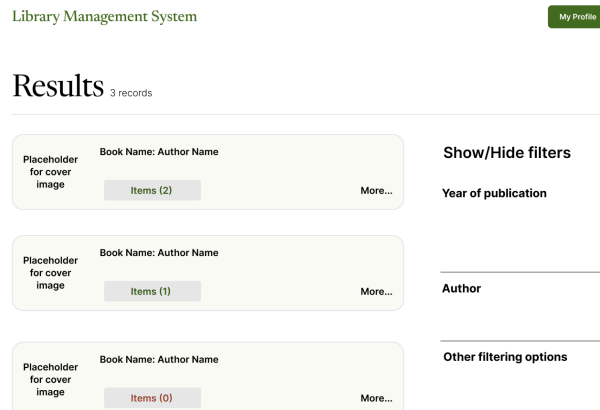 Library Management System
My Profile
Results 3 records
Placeholder
for cover
image
Book Name: Author Name
Items (2)
More...
Placeholder
for cover
image
Book Name: Author Name
Items (1)
More...
Placeholder
for cover
image
Book Name: Author Name
Items (0)
More...
Show/Hide filters
Year of publication
Author
Other filtering options